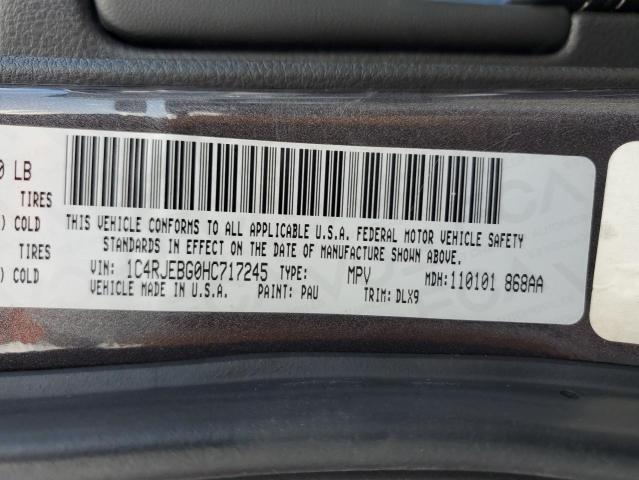 0 LB
TIRES
) COLD
TIRES
) COLD
THIS VEHICLE CONFORMS TO ALL APPLICABLE U.S.A. FEDERAL MOTOR VEHICLE SAFETY
STANDARDS IN EFFECT ON THE DATE OF MANUFACTURE SHOWN ABOVE.
VIN: 1C4RJEBG0HC717245 TYPE: MPV MDH:110101 868AA
VEHICLE MADE IN U.S.A. PAINT: PAU TRIM: DLX9